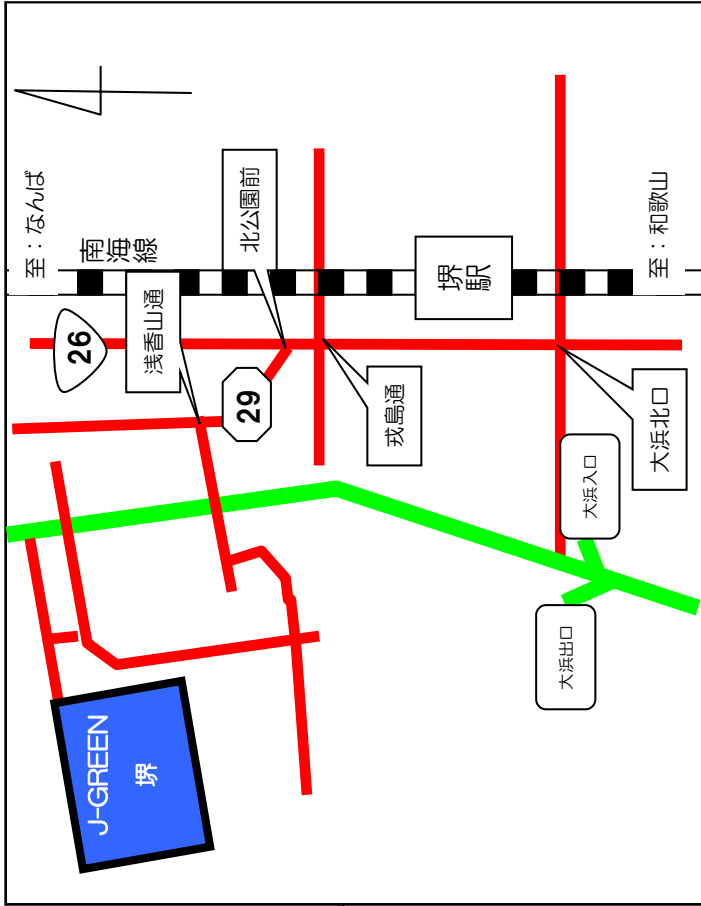 至：なんば
南海線
26
浅香山通
北公園前
29
戎島通
堺駅
至：和歌山
大浜北口
大浜入口
大浜出口
J-GREEN
堺